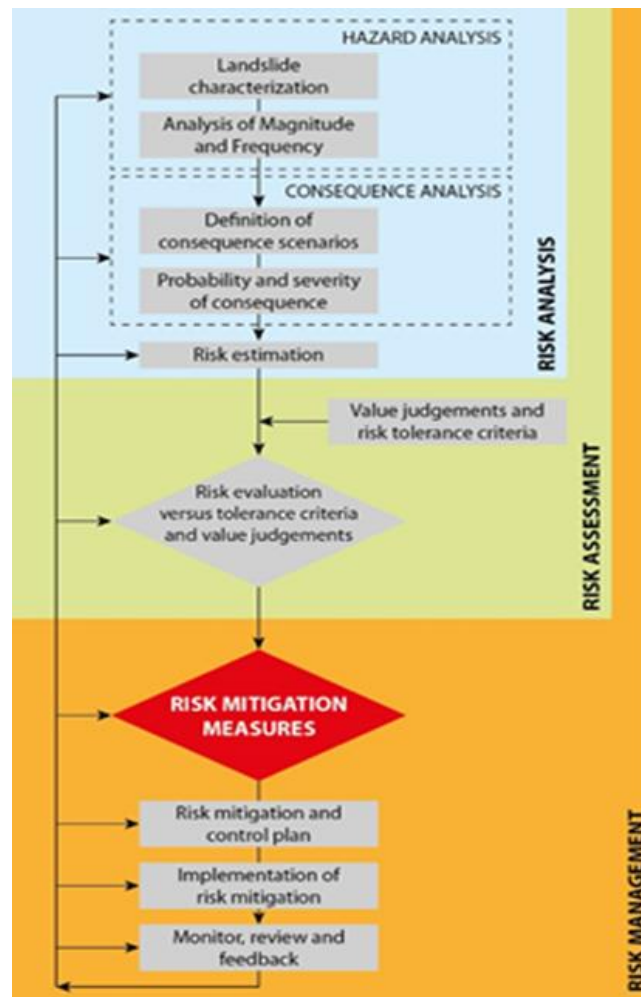 HAZARD ANALYSIS
Landslide
characterization
Analysis of Magnitude
and Frequency
CONSEQUENCE ANALYSIS
Definition of
consequence scenarios
Probability and severity
of consequence
Risk estimation
RISK ANALYSIS
Value judgements and
risk tolerance criteria
Risk evaluation
versus tolerance criteria
and value judgements
RISK ASSESSMENT
RISK MITIGATION
MEASURES
Risk mitigation and
control plan
Implementation of
risk mitigation
Monitor, review and
feedback
RISK MANAGEMENT